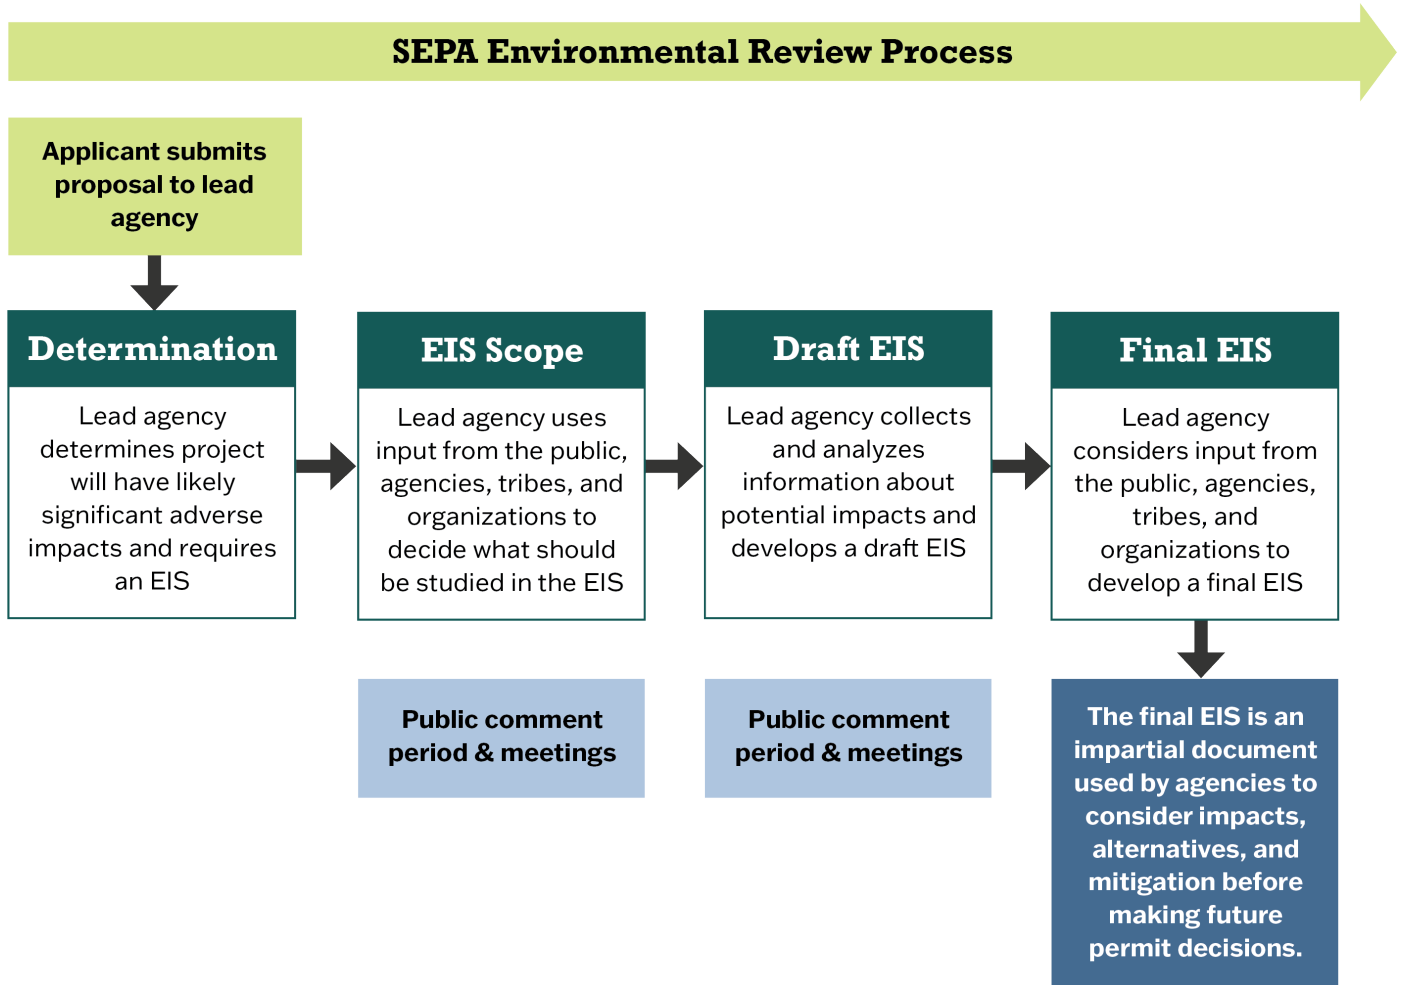 SEPA Environmental Review Process
Applicant submits
proposal to lead
agency
Determination
Lead agency
determines project
will have likely
significant adverse
impacts and requires
an EIS
EIS Scope
Lead agency uses
input from the public,
agencies, tribes, and
organizations to
decide what should
be studied in the EIS
Public comment
period & meetings
Draft EIS
Lead agency collects
and analyzes
information about
potential impacts and
develops a draft EIS
Public comment
period & meetings
Final EIS
Lead agency
considers input from
the public, agencies,
tribes, and
organizations to
develop a final EIS
The final EIS is an
impartial document
used by agencies to
consider impacts,
alternatives, and
mitigation before
making future
permit decisions.